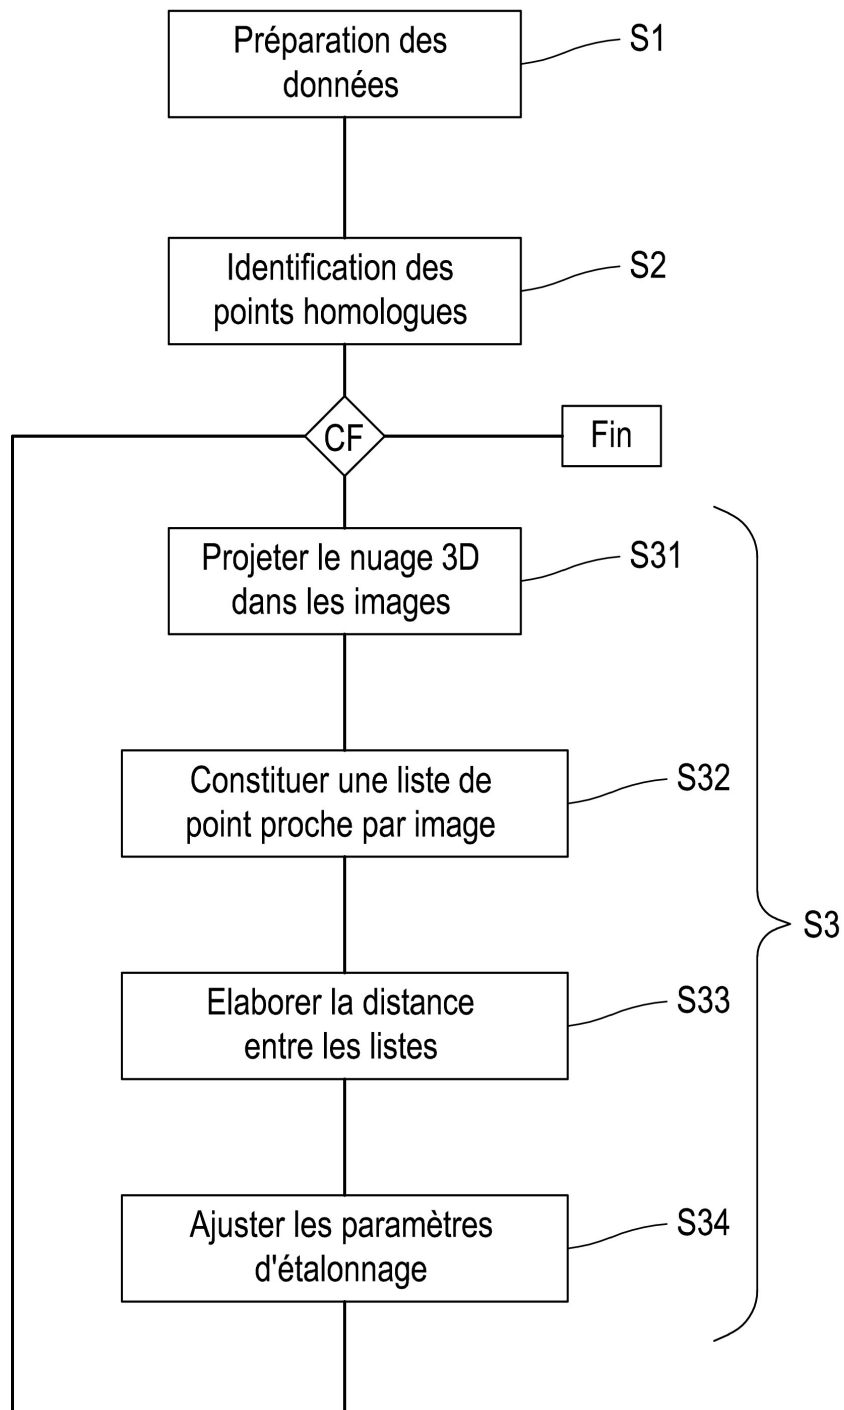 Préparation des
données
S1
Identification des
points homologues
S2
CF
Fin
Projeter le nuage 3D
dans les images
S31
Constituer une liste de
point proche par image
S32
S3
Elaborer la distance
entre les listes
S33
Ajuster les paramètres
d'étalonnage
S34